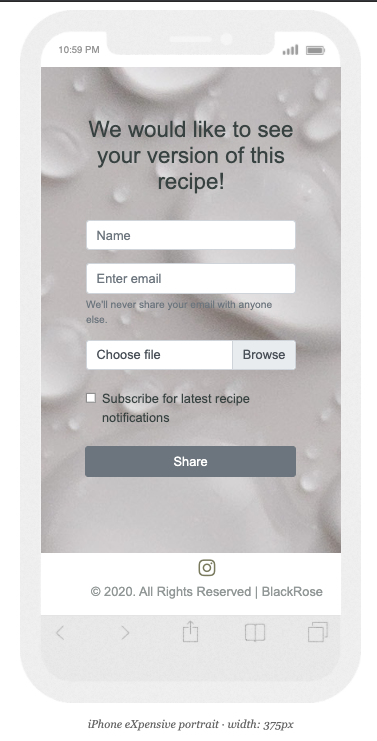 10:59 PM
We would like to see
your version of this
recipe!
Name
Enter email
We'll never share your email with anyone
else.
Choose file Browse
Subscribe for latest recipe
notifications
Share
© 2020. All Rights Reserved | BlackRose
iPhone eXpensive portrait · width: 375px